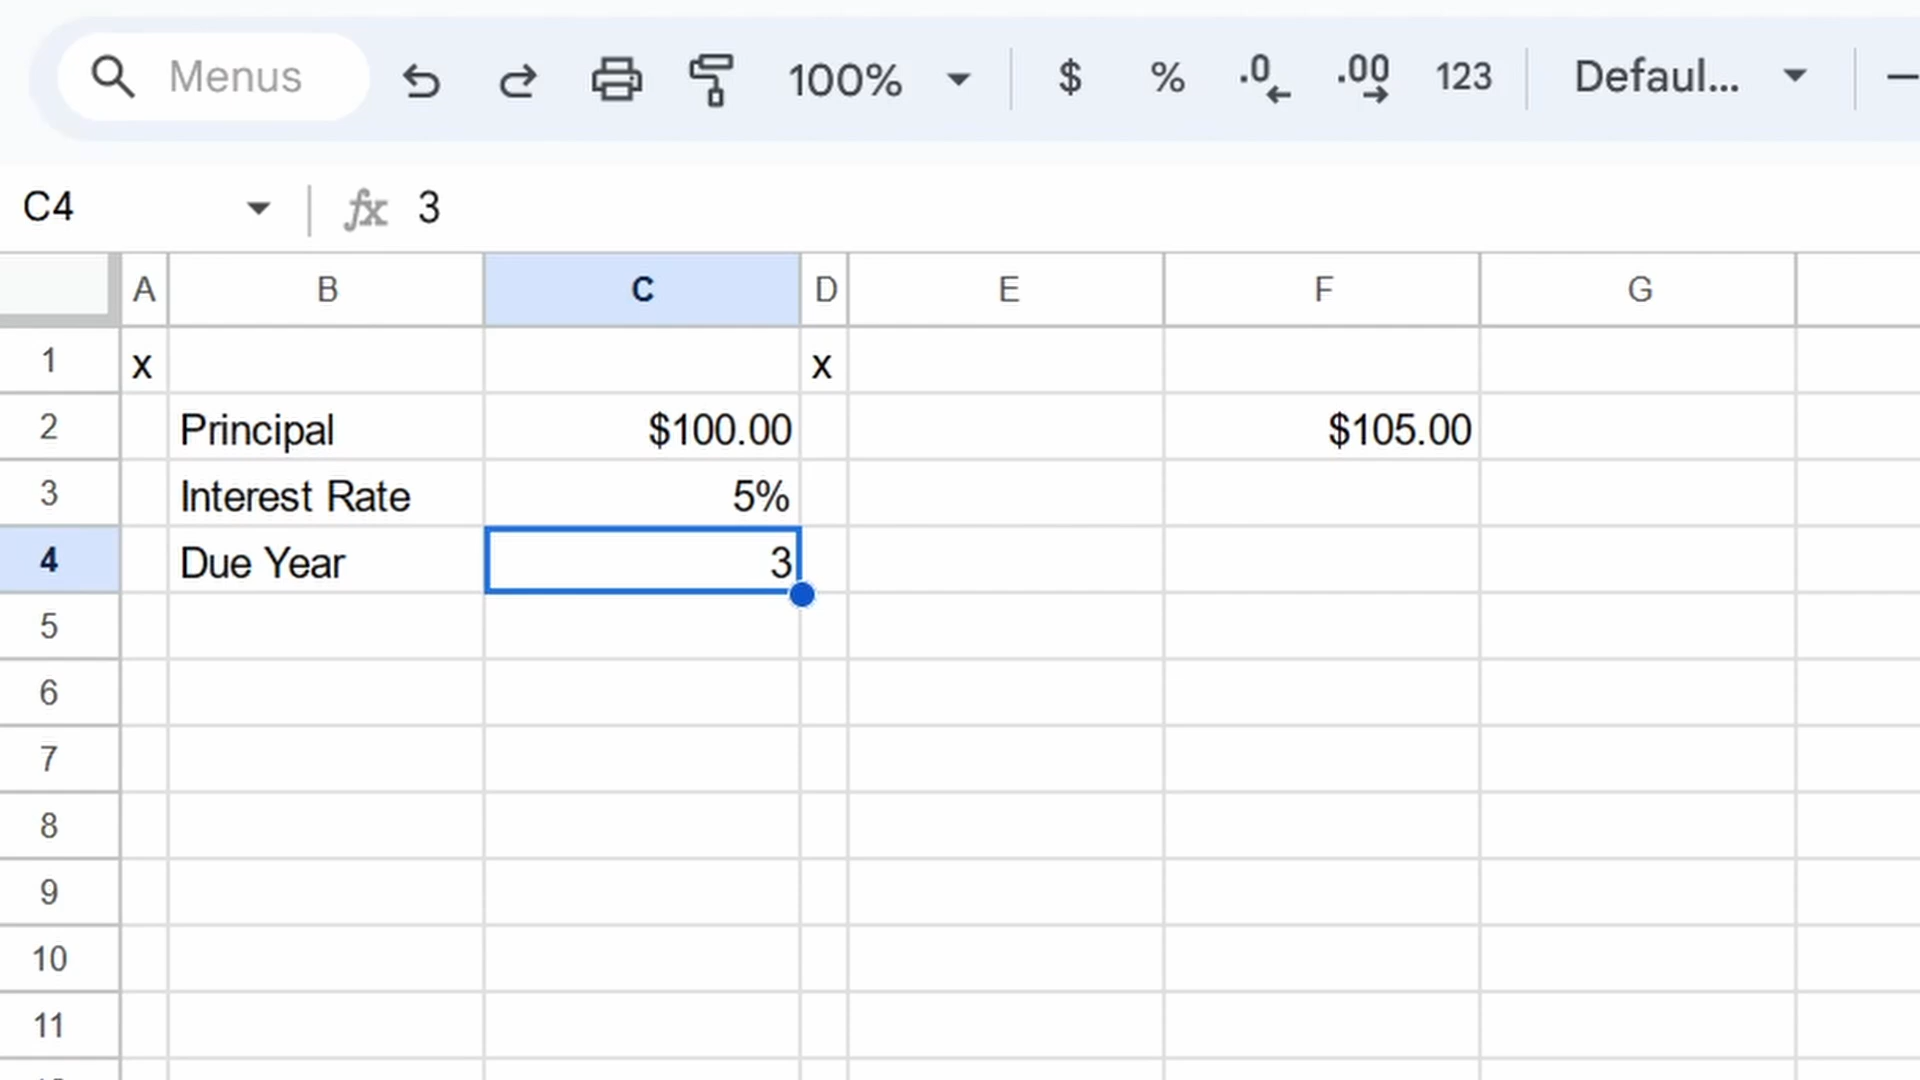 Menus 100% $ % .0 .00 123 Defaul...
C4 fx 3
A B C D E F G
1 x x
2 Principal $100.00 $105.00
3 Interest Rate 5%
4 Due Year 3
5
6
7
8
9
10
11